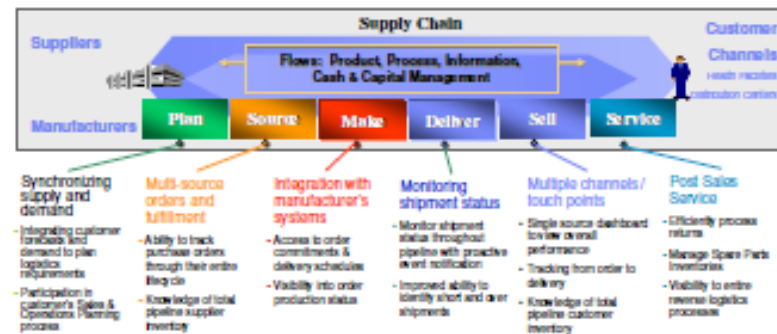 Supply Chain
Suppliers
Customer
Channels
Flows: Product, Process, Information,
Cash & Capital Management
Manufacturers
Plan
Source
Make
Deliver
Sell
Service
Synchronizing
supply and
demand
- Integrating customer
forecasts and
demand to plan
logistics
requirements
- Participation in
customer's Sales &
Operations Planning
process
Multi-source
orders and
fulfillment
- Ability to track
purchase orders
through their entire
lifecycle
- Knowledge of total
pipeline supplier
inventory
Integration with
manufacturer's
systems
- Access to order
commitments &
delivery schedules
- Visibility into order
production status
Monitoring
shipment status
- Monitor shipment
status throughout
pipeline with proactive
event notification
- Improved ability to
identify short and over
shipments
Multiple channels /
touch points
- Single source dashboard
to view overall
performance
- Tracking from order to
delivery
- Knowledge of total
pipeline customer
inventory
Post Sales
Service
- Efficiently process
returns
- Manage Spare Parts
Inventories
- Visibility to entire
reverse logistics
processes